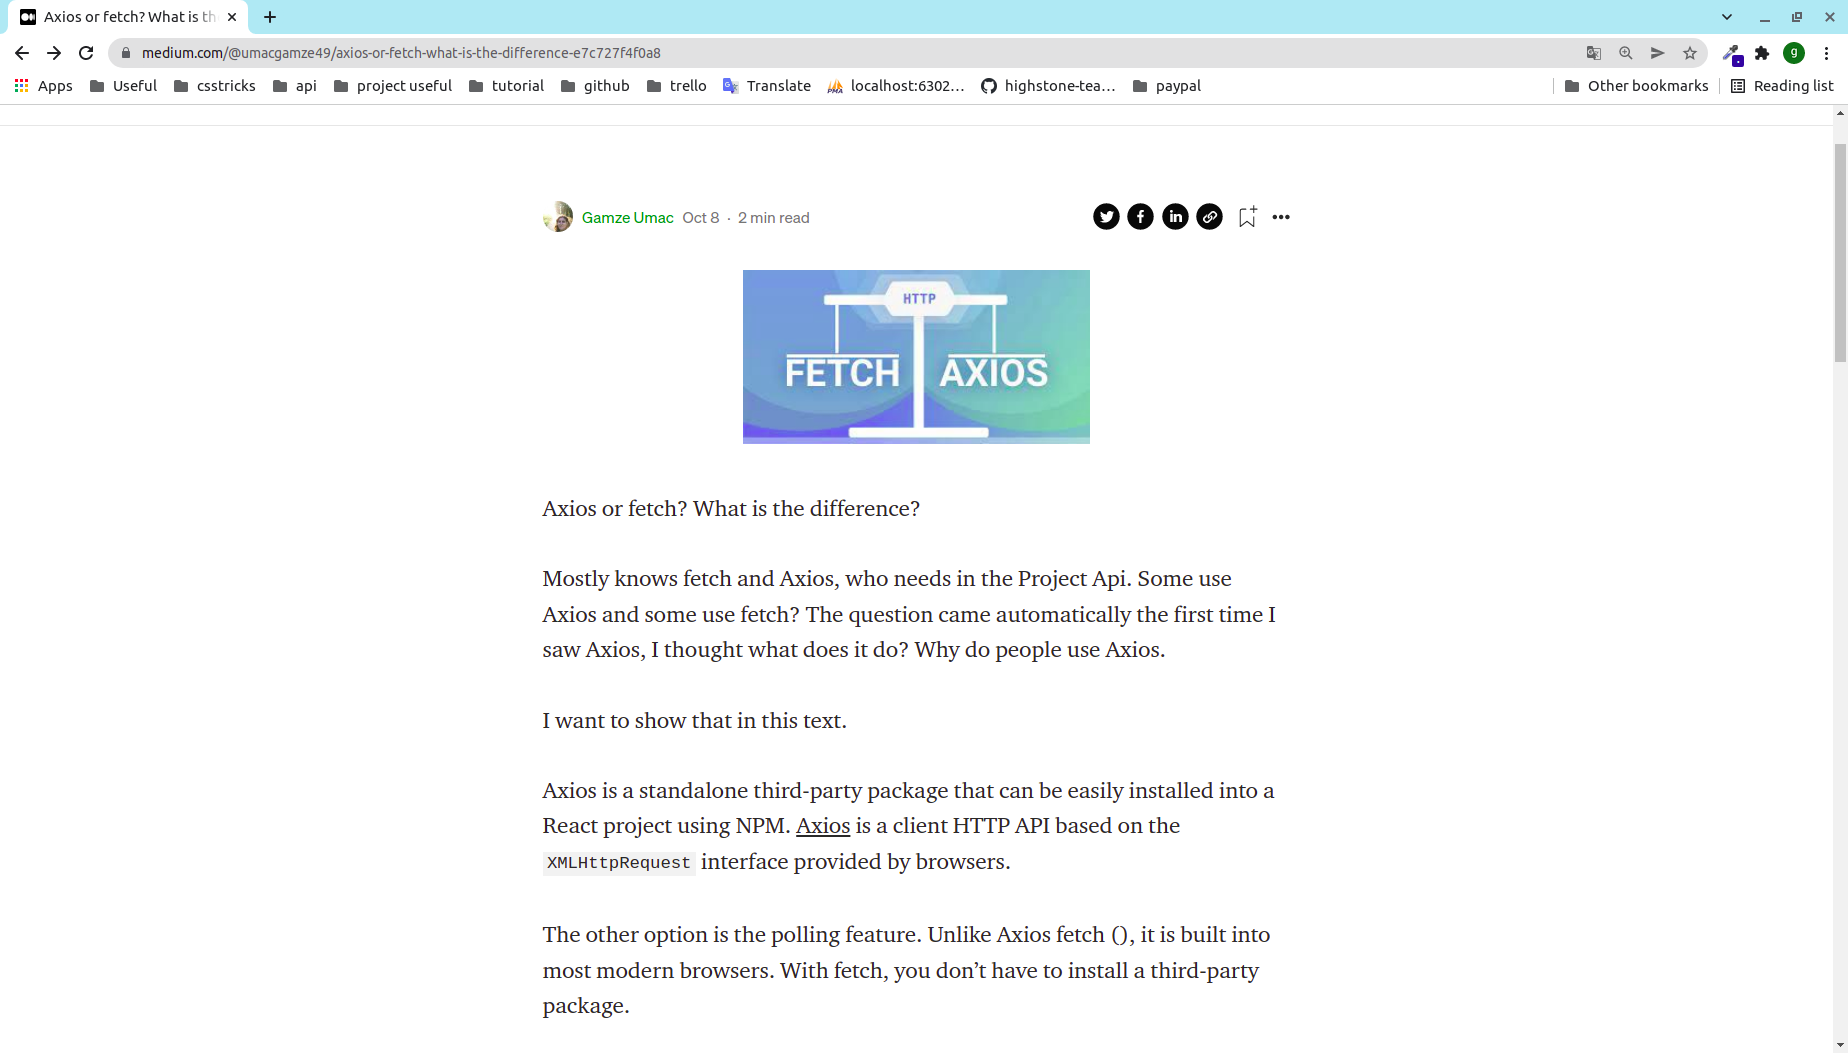 Axios or fetch? What is th
medium.com/@umacgamze49/axios-or-fetch-what-is-the-difference-e7c727f4f0a8
g
Apps Useful csstricks api project useful tutorial github trello Translate localhost:6302... highstone-tea... paypal Other bookmarks Reading list
Gamze Umac Oct 8 · 2 min read
HTTP
FETCH AXIOS
Axios or fetch? What is the difference?
Mostly knows fetch and Axios, who needs in the Project Api. Some use
Axios and some use fetch? The question came automatically the first time I
saw Axios, I thought what does it do? Why do people use Axios.
I want to show that in this text.
Axios is a standalone third-party package that can be easily installed into a
React project using NPM. Axios is a client HTTP API based on the
XMLHttpRequest interface provided by browsers.
The other option is the polling feature. Unlike Axios fetch (), it is built into
most modern browsers. With fetch, you don’t have to install a third-party
package.